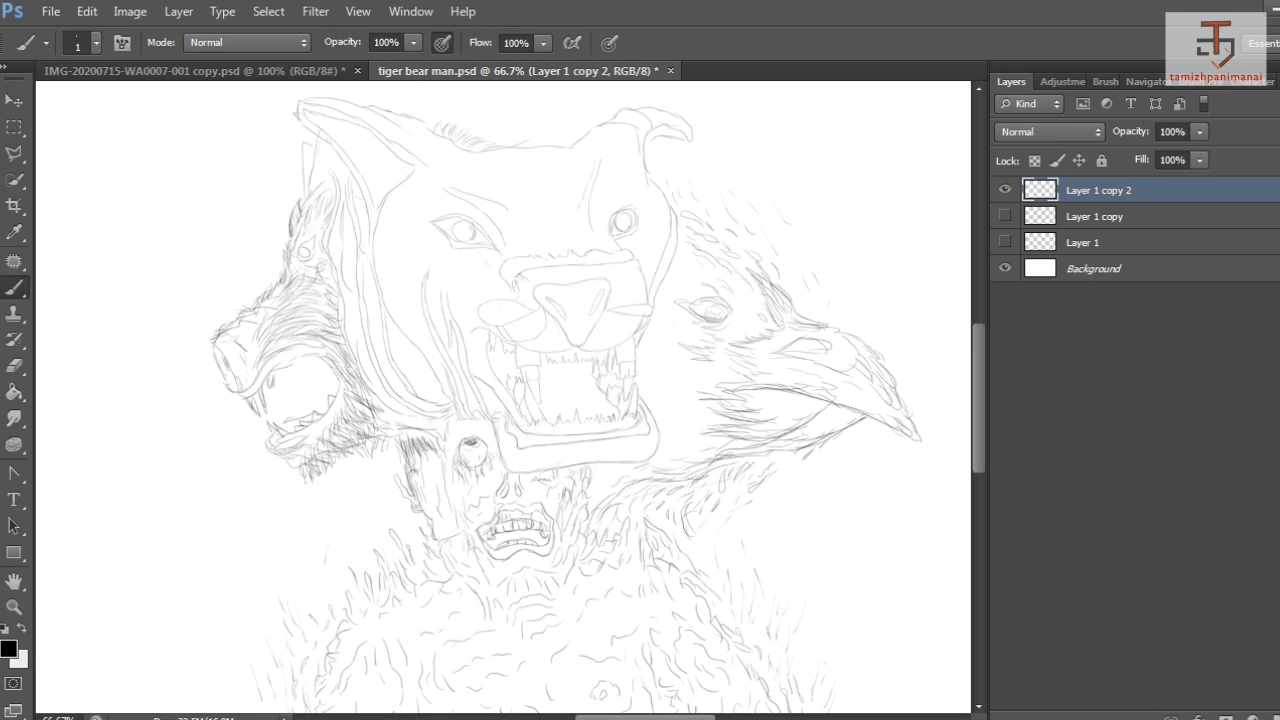 Ps File Edit Image Layer Type Select Filter View Window Help
1 Mode: Normal Opacity: 100% Flow: 100% Essent
IMG-20200715-WA0007-001 copy.psd @ 100% (RGB/8#) * × tiger bear man.psd @ 66.7% (Layer 1 copy 2, RGB/8) * ×
tamizhpanimanai
Layers Adjustme Brush Navigato
Kind
Normal Opacity: 100%
Lock: Fill: 100%
Layer 1 copy 2
Layer 1 copy
Layer 1
Background